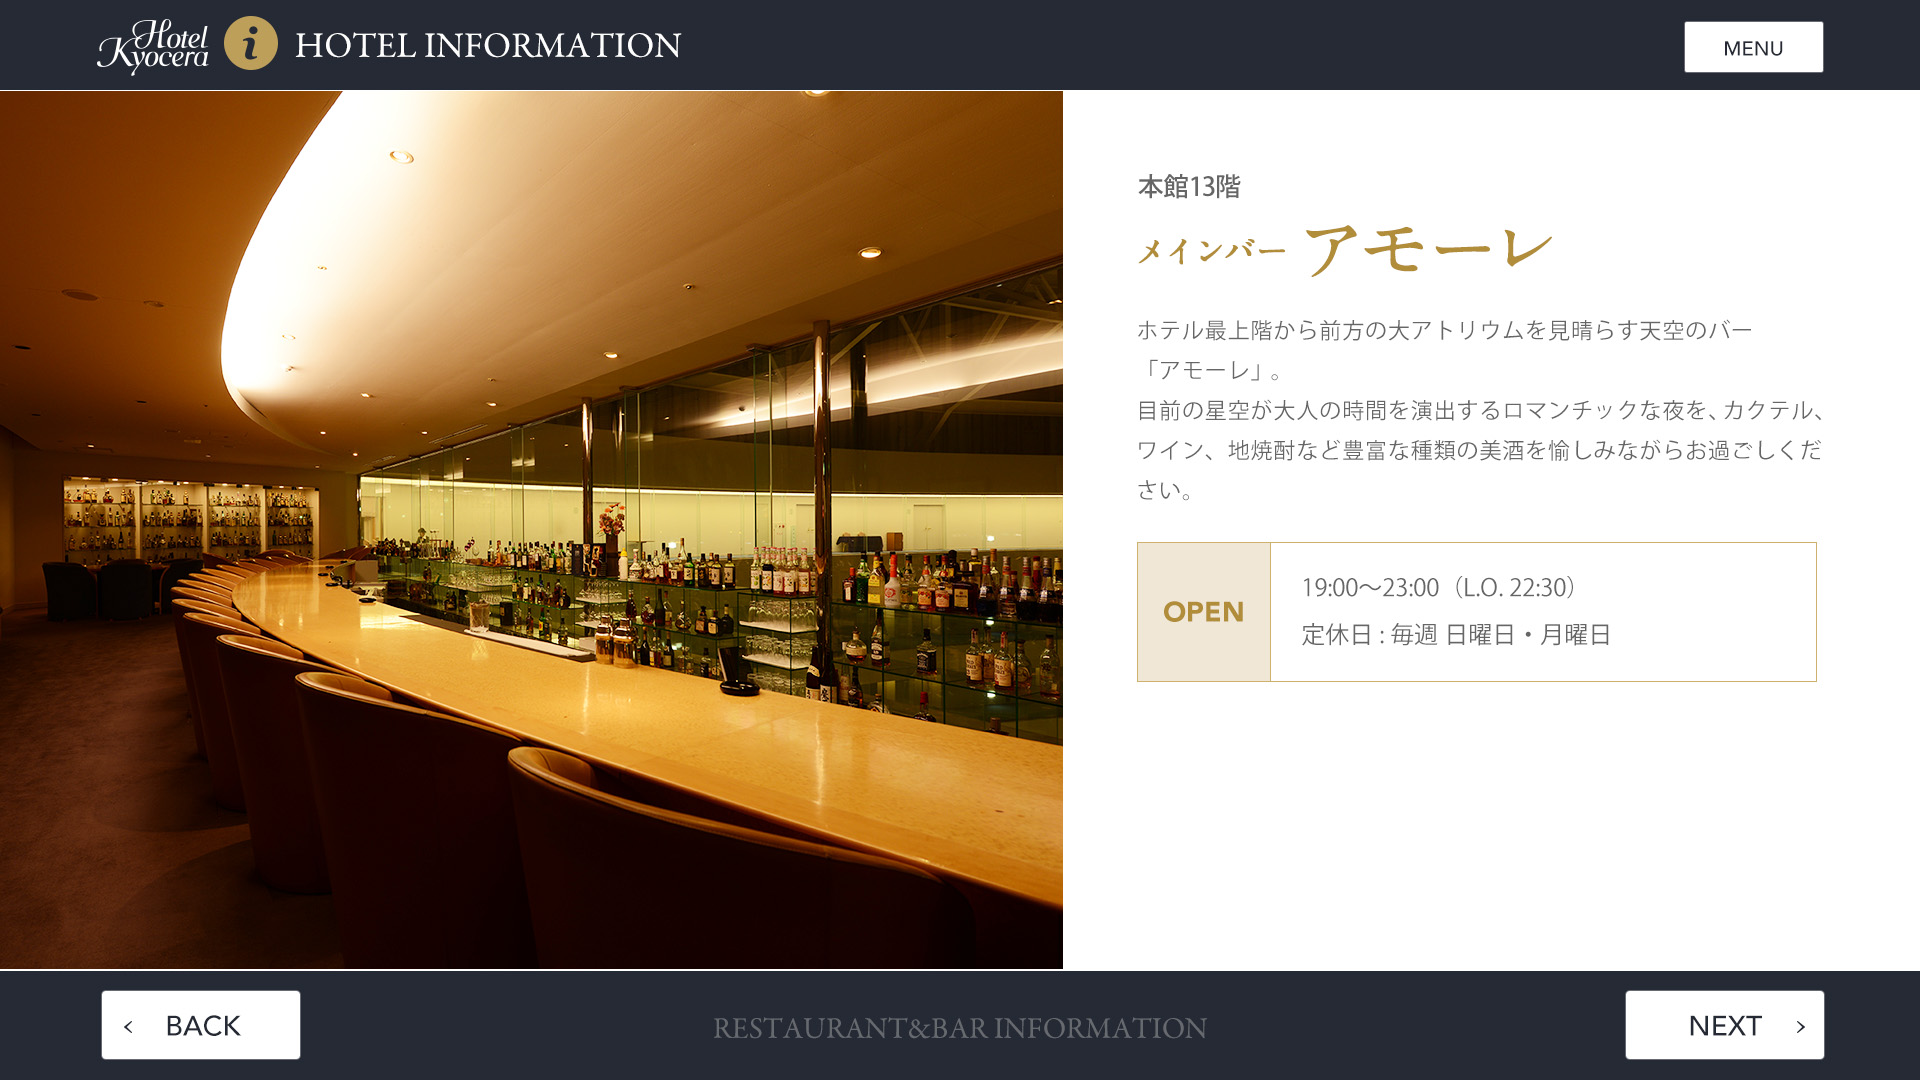 Hotel Kyocera
i HOTEL INFORMATION
MENU
本館13階
メインバー アモーレ
ホテル最上階から前方の大アトリウムを見晴らす天空のバー
「アモーレ」。
目前の星空が大人の時間を演出するロマンチックな夜を、カクテル、
ワイン、地焼酎など豊富な種類の美酒を愉しみながらお過ごしくだ
さい。
OPEN
19:00〜23:00（L.O. 22:30）
定休日 : 毎週 日曜日・月曜日
< BACK
RESTAURANT&BAR INFORMATION
NEXT >